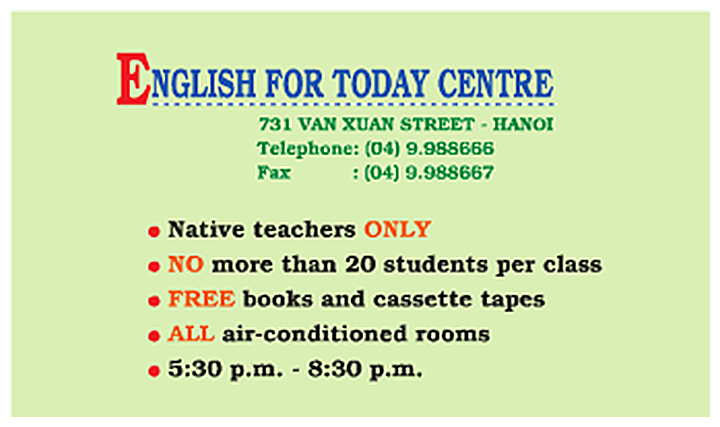 ENGLISH FOR TODAY CENTRE
731 VAN XUAN STREET - HANOI
Telephone: (04) 9.988666
Fax : (04) 9.988667
• Native teachers ONLY
• NO more than 20 students per class
• FREE books and cassette tapes
• ALL air-conditioned rooms
• 5:30 p.m. - 8:30 p.m.